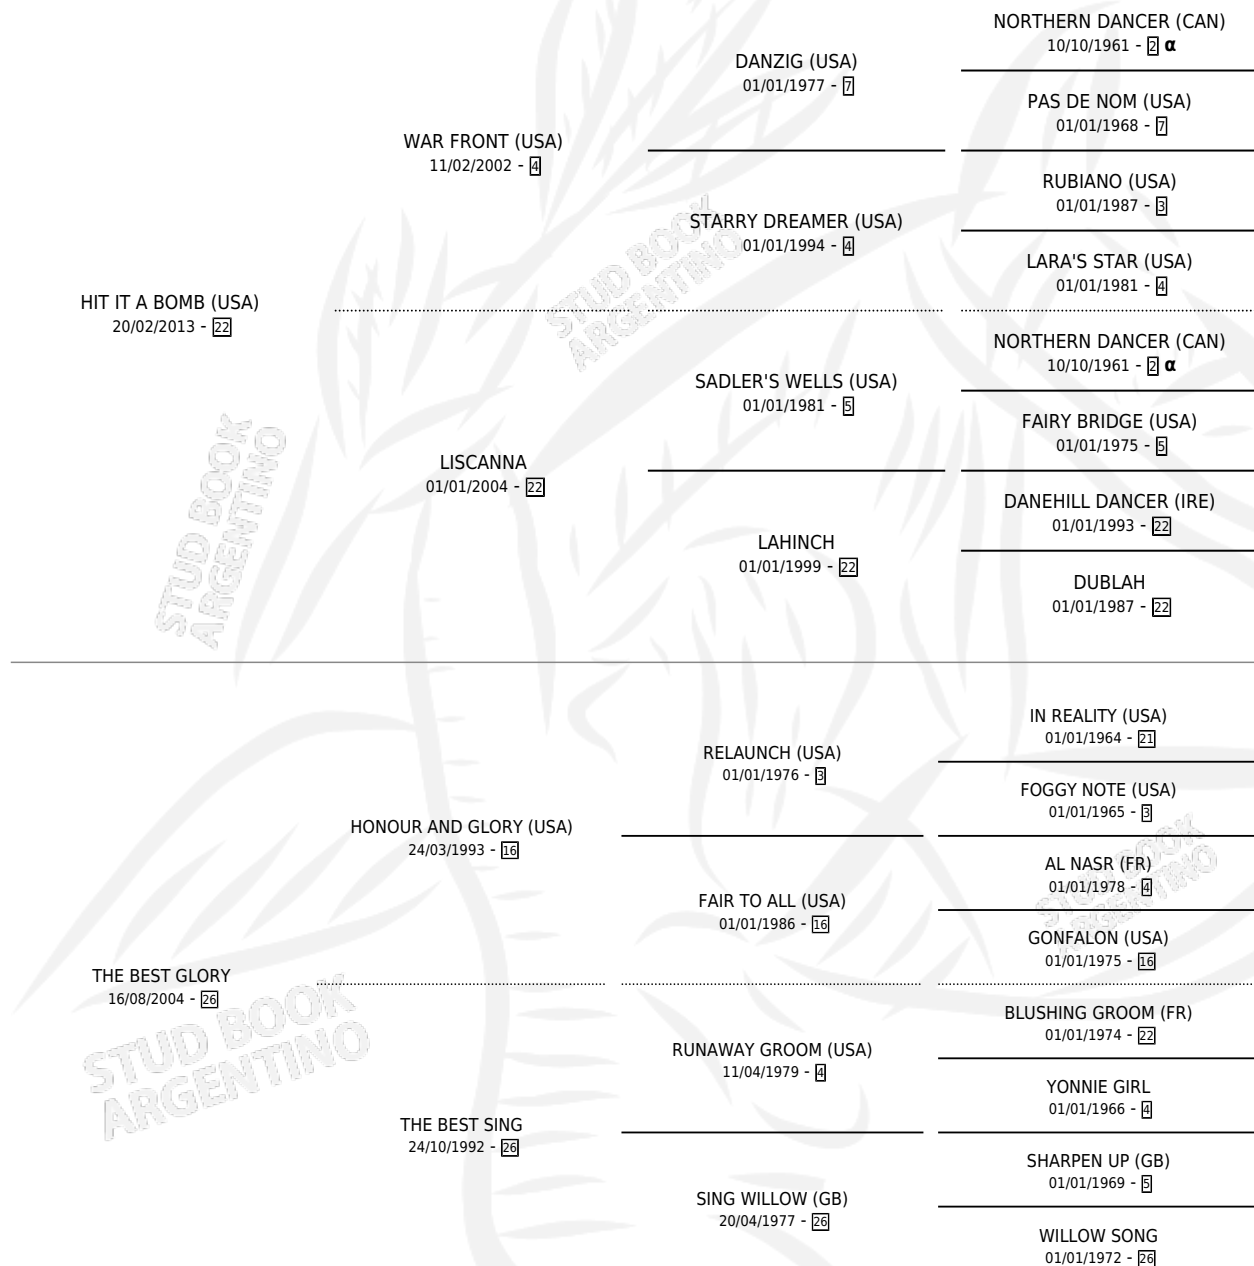 NORTHERN DANCER (CAN)
10/10/1961 - 2 α
DANZIG (USA)
01/01/1977 - 7
PAS DE NOM (USA)
01/01/1968 - 7
WAR FRONT (USA)
11/02/2002 - 4
RUBIANO (USA)
01/01/1987 - 3
STARRY DREAMER (USA)
01/01/1994 - 4
LARA'S STAR (USA)
01/01/1981 - 4
HIT IT A BOMB (USA)
20/02/2013 - 22
NORTHERN DANCER (CAN)
10/10/1961 - 2 α
SADLER'S WELLS (USA)
01/01/1981 - 5
FAIRY BRIDGE (USA)
01/01/1975 - 5
LISCANNA
01/01/2004 - 22
DANEHILL DANCER (IRE)
01/01/1993 - 22
LAHINCH
01/01/1999 - 22
DUBLAH
01/01/1987 - 22
IN REALITY (USA)
01/01/1964 - 21
RELAUNCH (USA)
01/01/1976 - 3
FOGGY NOTE (USA)
01/01/1965 - 3
HONOUR AND GLORY (USA)
24/03/1993 - 16
AL NASR (FR)
01/01/1978 - 4
FAIR TO ALL (USA)
01/01/1986 - 16
GONFALON (USA)
01/01/1975 - 16
THE BEST GLORY
16/08/2004 - 26
BLUSHING GROOM (FR)
01/01/1974 - 22
RUNAWAY GROOM (USA)
11/04/1979 - 4
YONNIE GIRL
01/01/1966 - 4
THE BEST SING
24/10/1992 - 26
SHARPEN UP (GB)
01/01/1969 - 5
SING WILLOW (GB)
20/04/1977 - 26
WILLOW SONG
01/01/1972 - 26
STUD BOOK
ARGENTINO
STUD BOOK
ARGENTINO
STUD BOOK
ARGENTINO
STUD BOOK
ARGENTINO